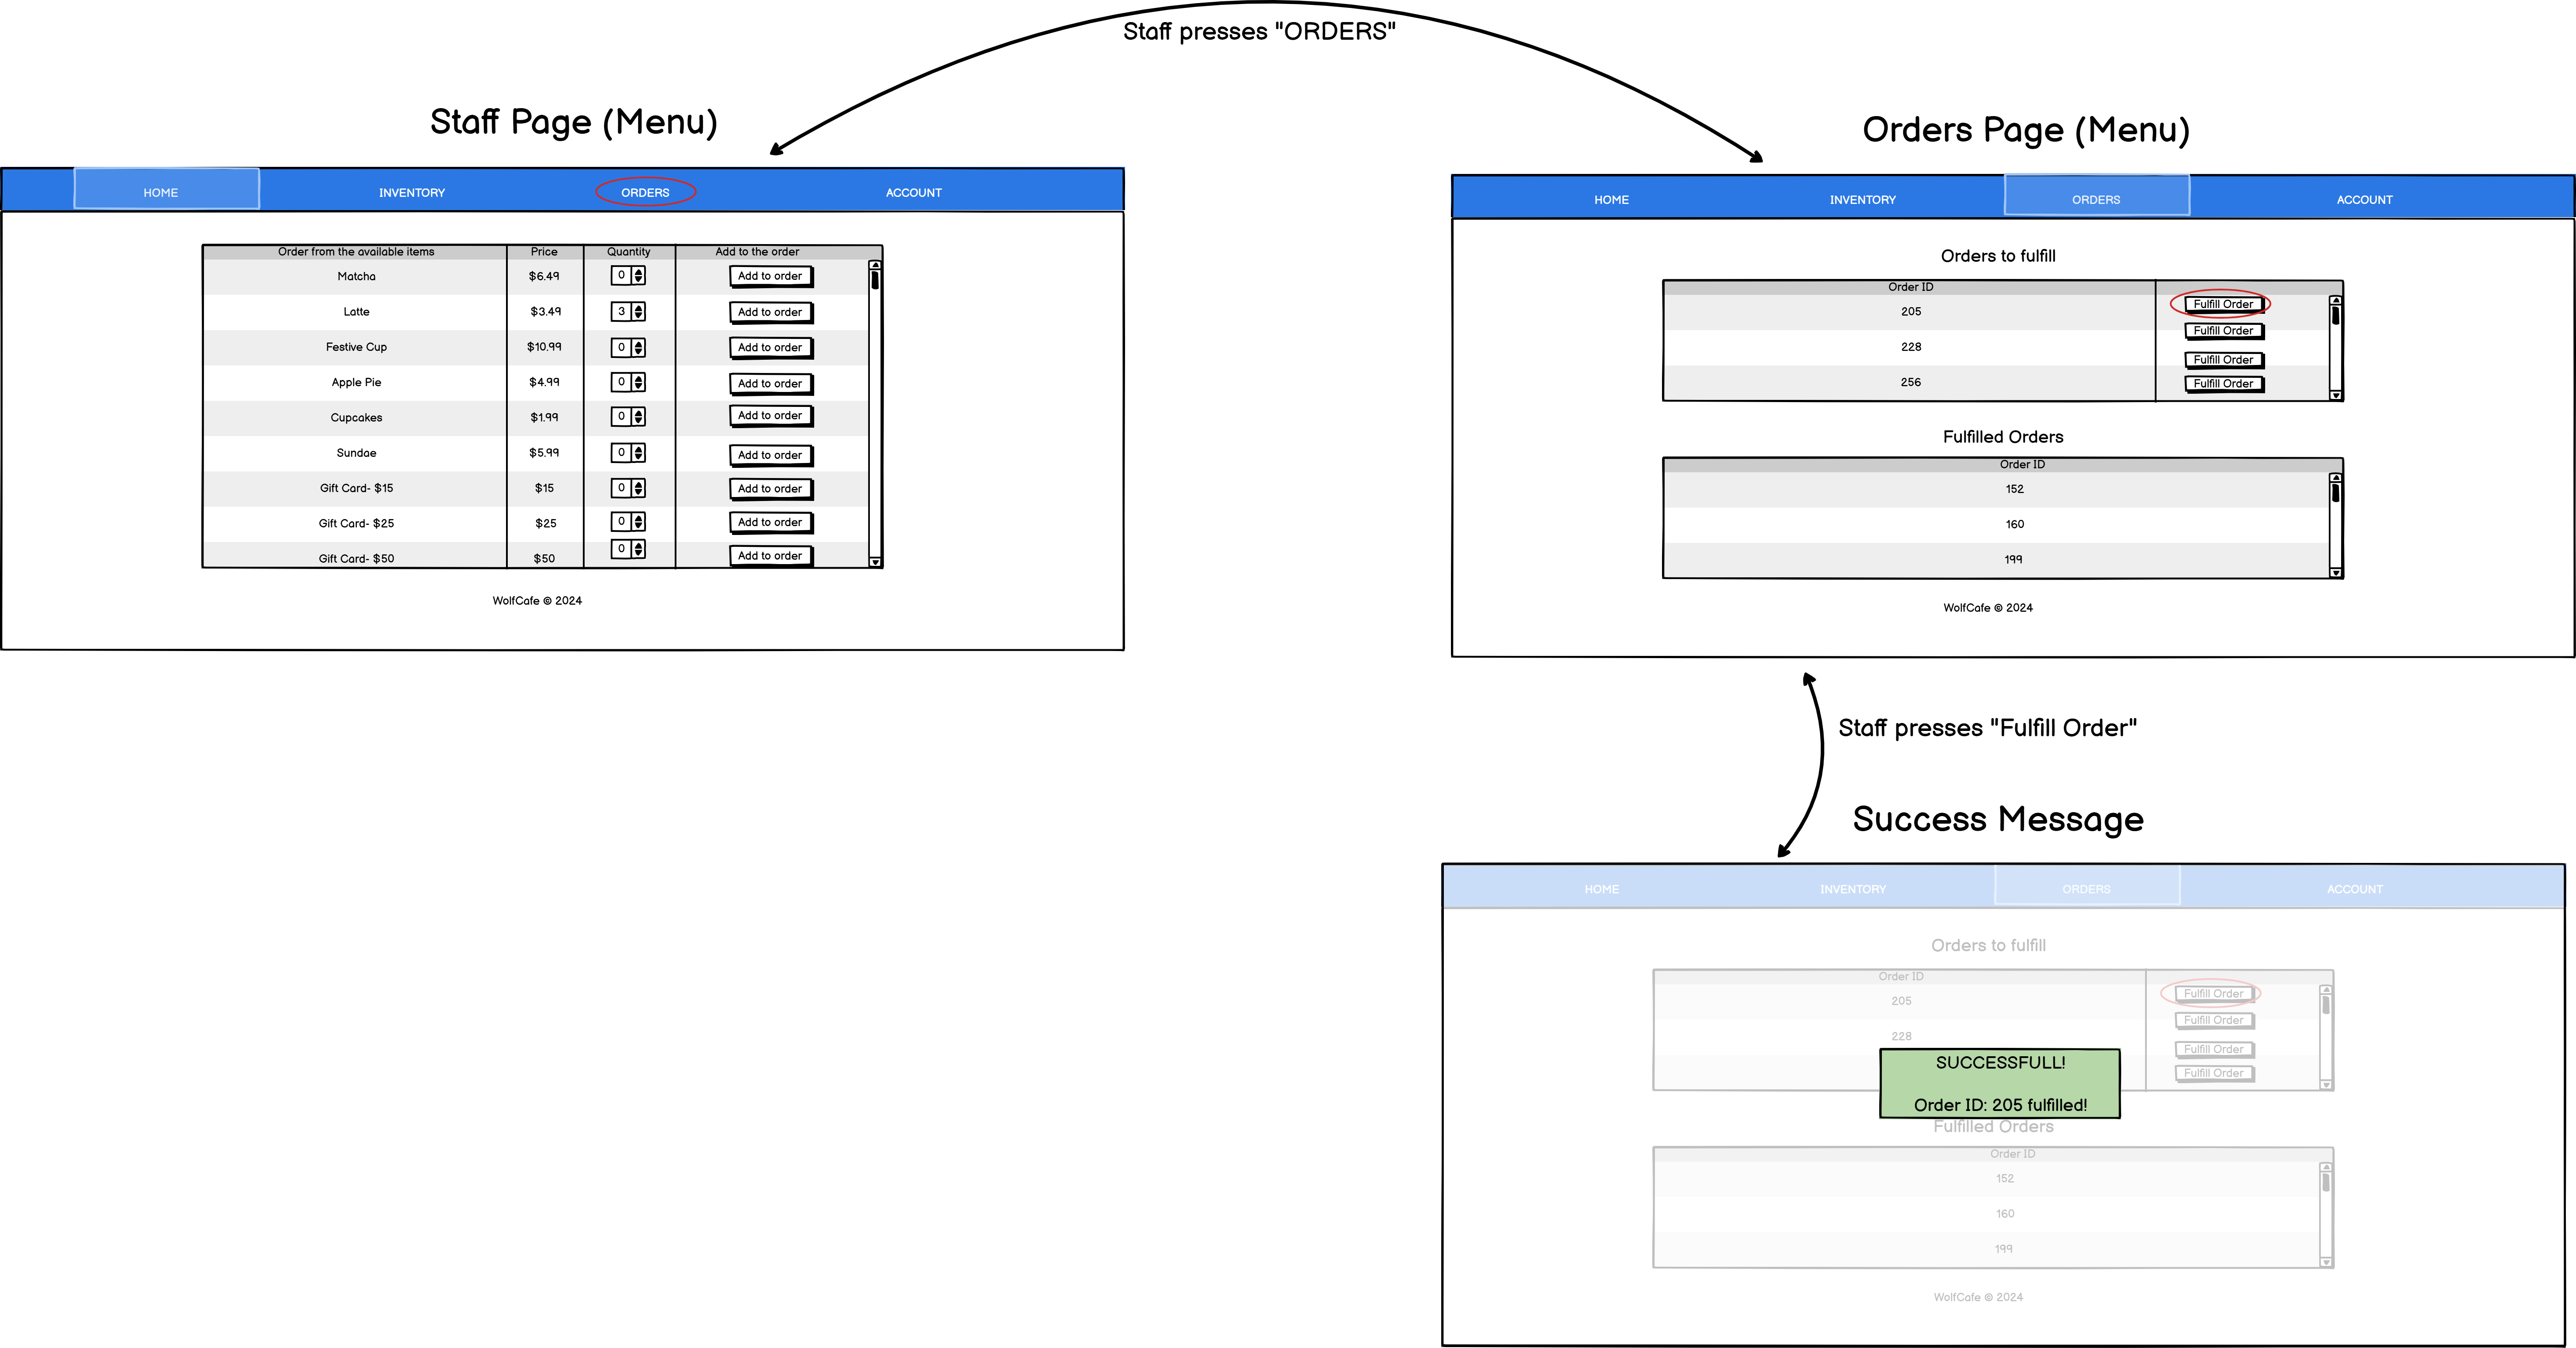 Staff presses "ORDERS"
Staff Page (Menu)
HOME INVENTORY ORDERS ACCOUNT
Order from the available items Price Quantity Add to the order
Matcha $6.49 0 Add to order
Latte $3.49 3 Add to order
Festive Cup $10.99 0 Add to order
Apple Pie $4.99 0 Add to order
Cupcakes $1.99 0 Add to order
Sundae $5.99 0 Add to order
Gift Card- $15 $15 0 Add to order
Gift Card- $25 $25 0 Add to order
Gift Card- $50 $50 0 Add to order
WolfCafe © 2024
Orders Page (Menu)
HOME INVENTORY ORDERS ACCOUNT
Orders to fulfill
Order ID
205 Fulfill Order
228 Fulfill Order
256 Fulfill Order
Fulfill Order
Fulfilled Orders
Order ID
152
160
199
WolfCafe © 2024
Staff presses "Fulfill Order"
Success Message
HOME INVENTORY ORDERS ACCOUNT
Orders to fulfill
Order ID
205 Fulfill Order
228 Fulfill Order
Fulfill Order
Fulfill Order
SUCCESSFULL!
Order ID: 205 fulfilled!
Fulfilled Orders
Order ID
152
160
199
WolfCafe © 2024